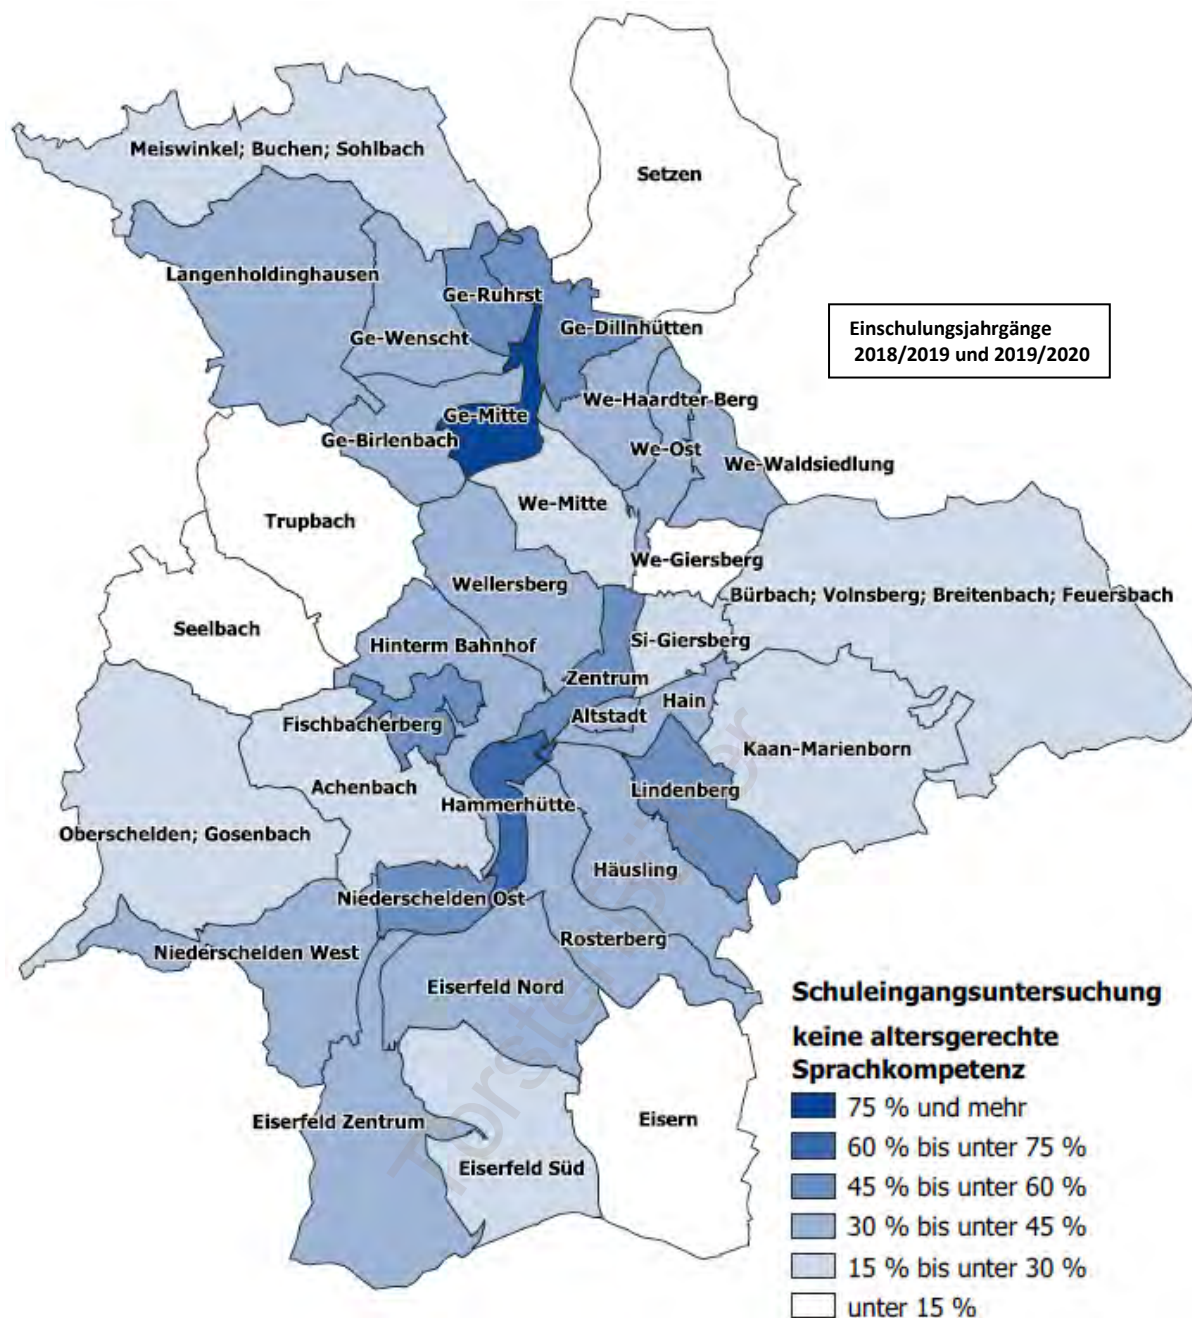 Meiswinkel; Buchen; Sohlbach
Setzen
Langenholdinghausen
Ge-Ruhrst
Ge-Dillnhütten
Ge-Wenscht
Einschulungsjahrgänge
2018/2019 und 2019/2020
We-Haardter-Berg
Ge-Mitte
Ge-Birlenbach
We-Ost
We-Waldsiedlung
We-Mitte
Trupbach
We-Giersberg
Wellersberg
Bürbach; Volnsberg; Breitenbach; Feuersbach
Seelbach
Hinterm Bahnhof
Si-Giersberg
Zentrum
Hain
Altstadt
Fischbacherberg
Kaan-Marienborn
Achenbach
Lindenberg
Hammerhütte
Oberschelden; Gosenbach
Häusling
Niederschelden Ost
Rosterberg
Niederschelden West
Eiserfeld Nord
Eiserfeld Zentrum
Eisern
Eiserfeld Süd
Schuleingangsuntersuchung
keine altersgerechte
Sprachkompetenz
75 % und mehr
60 % bis unter 75 %
45 % bis unter 60 %
30 % bis unter 45 %
15 % bis unter 30 %
unter 15 %